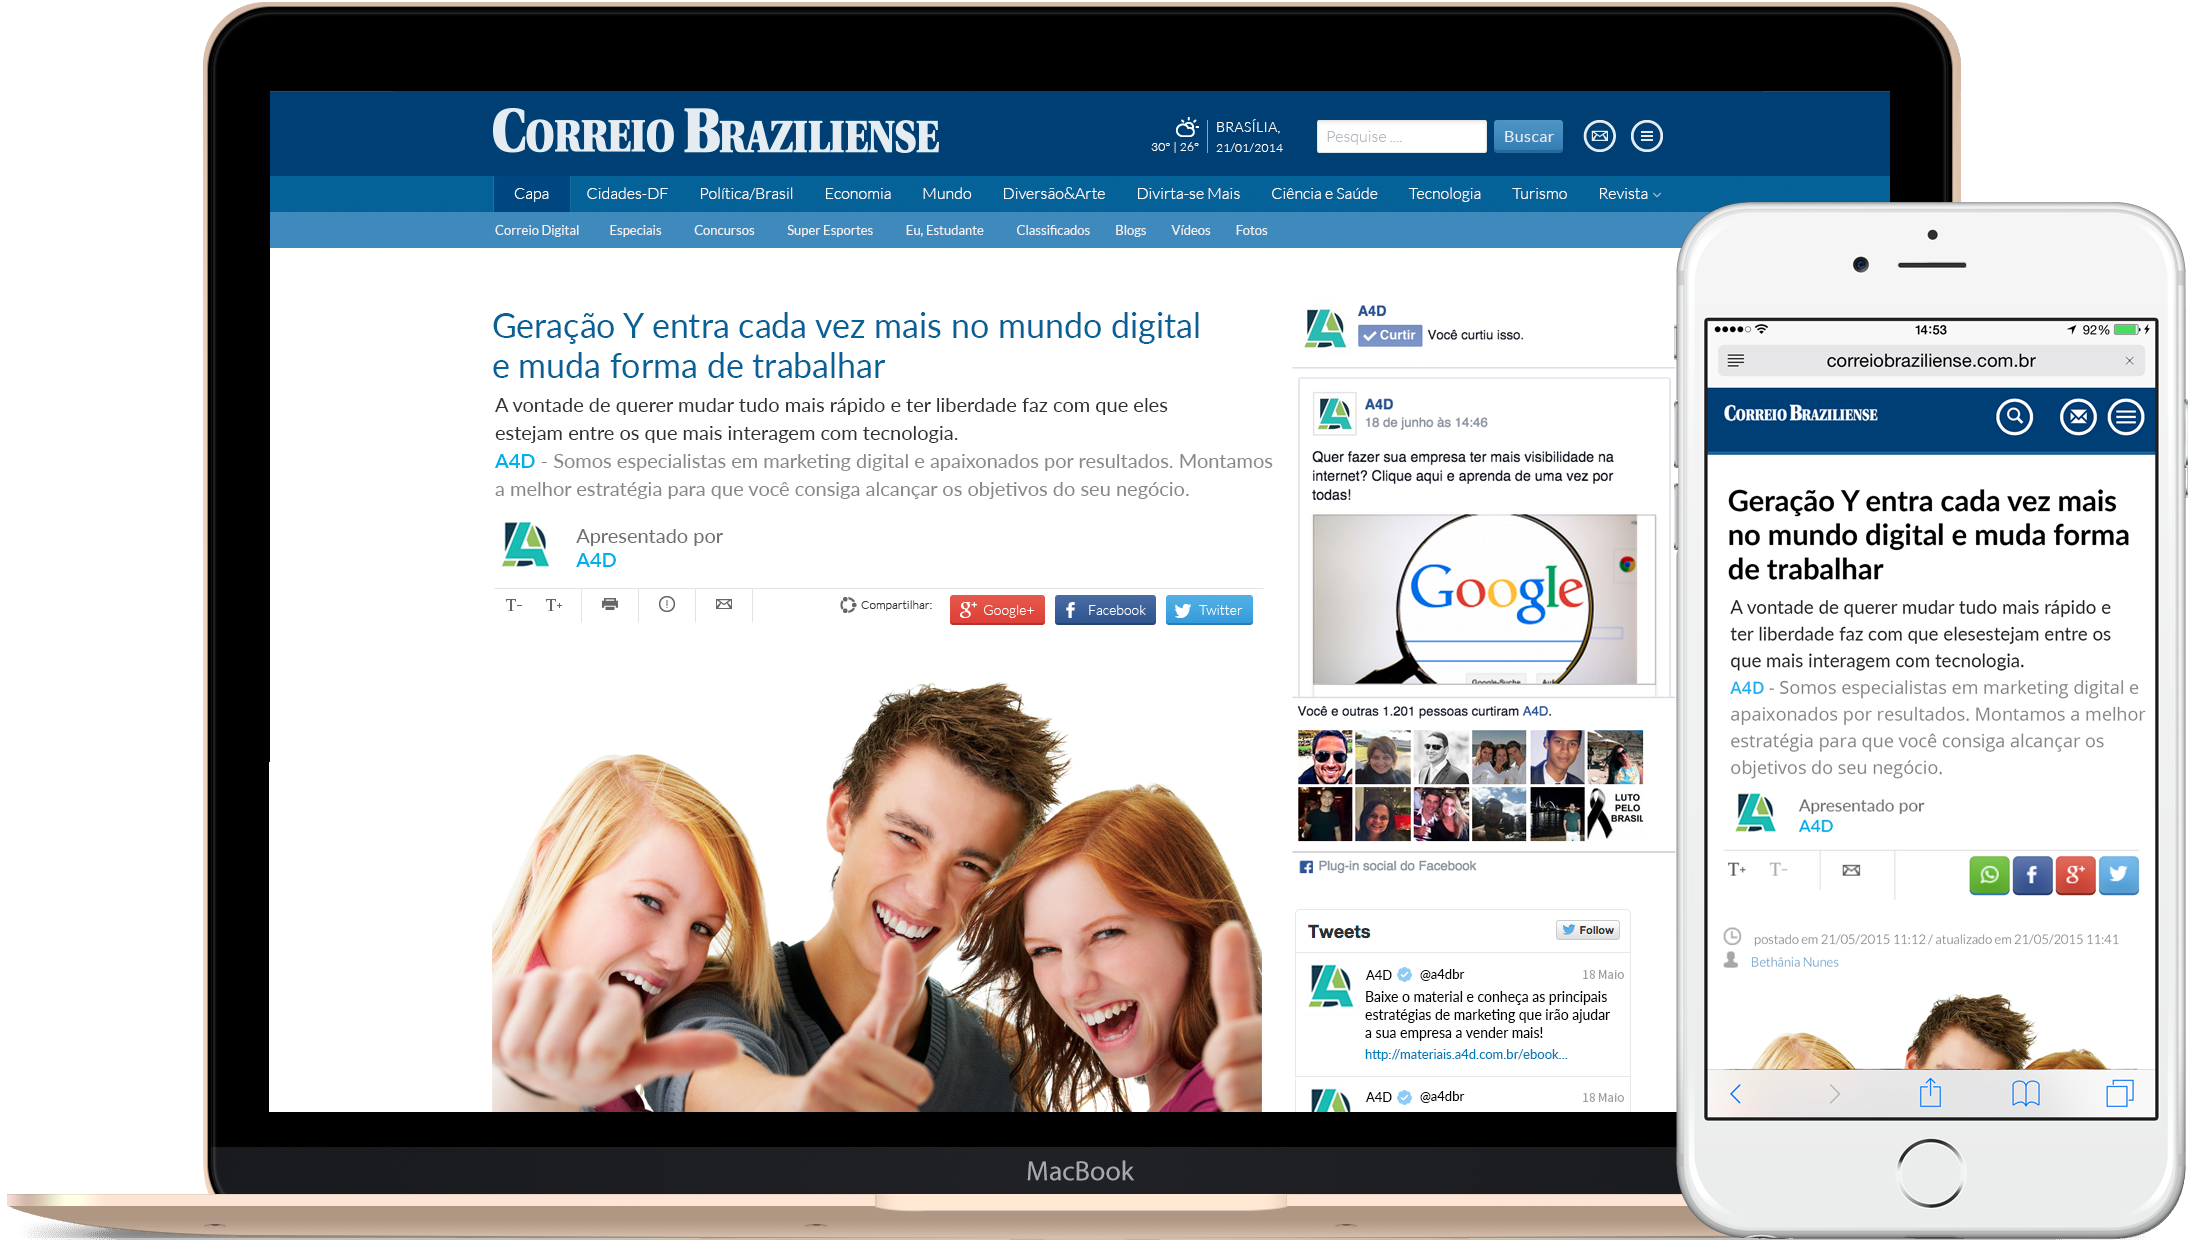 CORREIO BRAZILIENSE
30º | 26º
BRASÍLIA,
21/01/2014
Pesquise ....
Buscar
Capa Cidades-DF Política/Brasil Economia Mundo Diversão&Arte Divirta-se Mais Ciência e Saúde Tecnologia Turismo Revista
Correio Digital Especiais Concursos Super Esportes Eu, Estudante Classificados Blogs Vídeos Fotos
Geração Y entra cada vez mais no mundo digital
e muda forma de trabalhar
A vontade de querer mudar tudo mais rápido e ter liberdade faz com que eles
estejam entre os que mais interagem com tecnologia.
A4D - Somos especialistas em marketing digital e apaixonados por resultados. Montamos
a melhor estratégia para que você consiga alcançar os objetivos do seu negócio.
Apresentado por
A4D
T- T+
Compartilhar: Google+ Facebook Twitter
A4D
Curtir Você curtiu isso.
A4D
18 de junho às 14:46
Quer fazer sua empresa ter mais visibilidade na
internet? Clique aqui e aprenda de uma vez por
todas!
Google
Google-Suche
Você e outras 1.201 pessoas curtiram A4D.
LUTO
PELO
BRASIL
Plug-in social do Facebook
Tweets Follow
A4D @a4dbr 18 Maio
Baixe o material e conheça as principais
estratégias de marketing que irão ajudar
a sua empresa a vender mais!
http://materiais.a4d.com.br/ebook...
A4D @a4dbr 18 Maio
MacBook
14:53 92%
correiobraziliense.com.br
CORREIO BRAZILIENSE
Geração Y entra cada vez mais
no mundo digital e muda forma
de trabalhar
A vontade de querer mudar tudo mais rápido e
ter liberdade faz com que elesestejam entre os
que mais interagem com tecnologia.
A4D - Somos especialistas em marketing digital e
apaixonados por resultados. Montamos a melhor
estratégia para que você consiga alcançar os
objetivos do seu negócio.
Apresentado por
A4D
T+ T-
postado em 21/05/2015 11:12 / atualizado em 21/05/2015 11:41
Bethânia Nunes